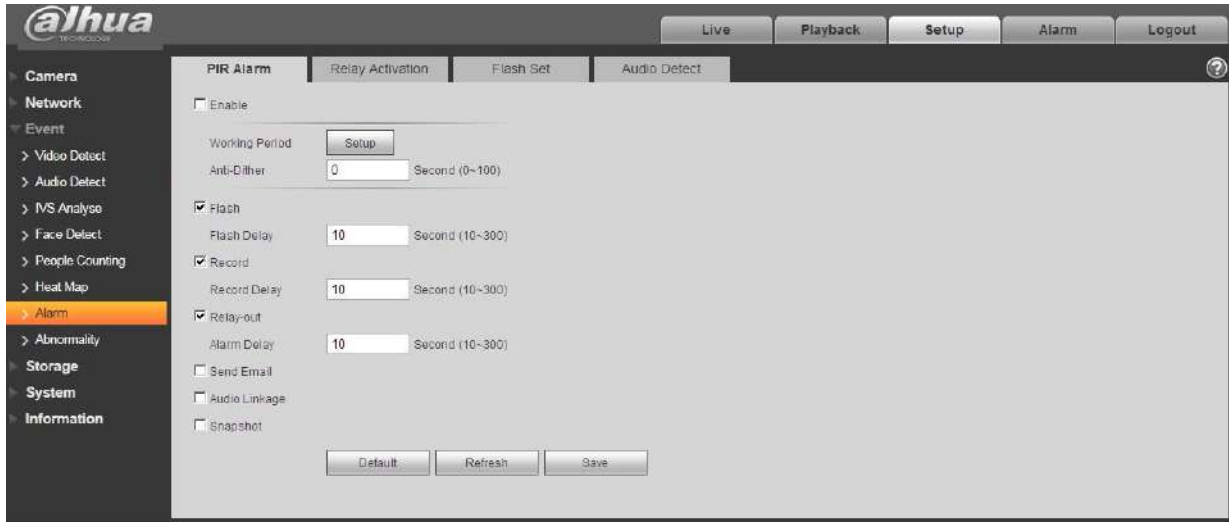 alhua
TECHNOLOGY
Live
Playback
Setup
Alarm
Logout
Camera
Network
Event
Video Detect
Audio Detect
IVS Analyse
Face Detect
People Counting
Heat Map
Alarm
Abnormality
Storage
System
Information
PIR Alarm
Relay Activation
Flash Set
Audio Detect
?
Enable
Working Period Setup
Anti-Dither 0 Second (0~100)
Flash
Flash Delay 10 Second (10~300)
Record
Record Delay 10 Second (10~300)
Relay-out
Alarm Delay 10 Second (10~300)
Send Email
Audio Linkage
Snapshot
Default
Refresh
Save